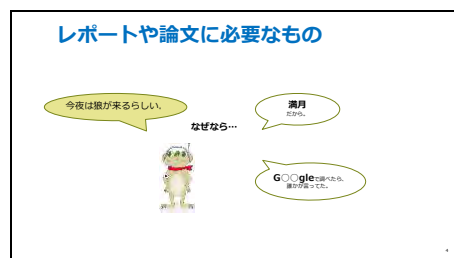 レポートや論文に必要なもの
今夜は狼が来るらしい。
なぜなら…
満月
だから。
G○○gleで調べたら、
誰かが言ってた。